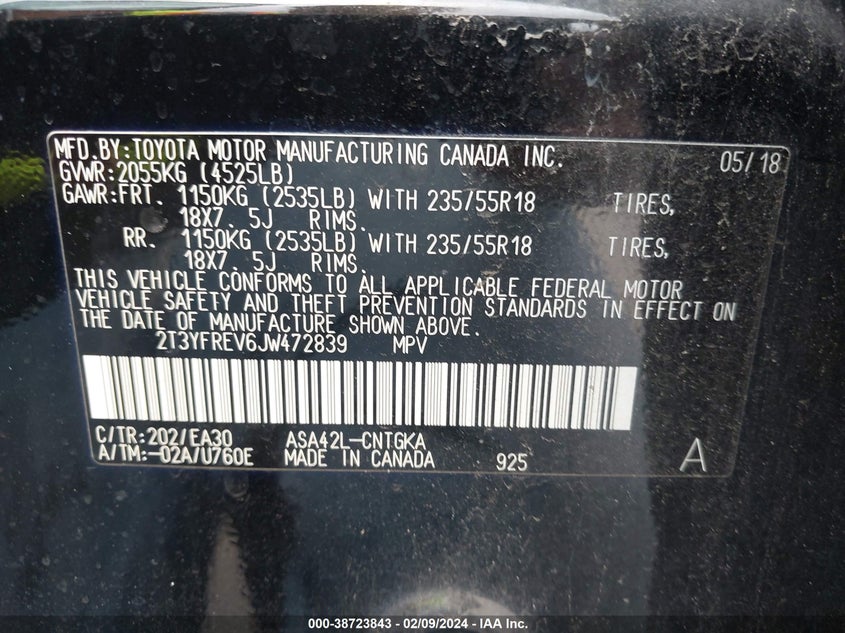 MFD.BY:TOYOTA MOTOR MANUFACTURING CANADA INC. 05/18
GVWR:2055KG (4525LB)
GAWR:FRT. 1150KG (2535LB) WITH 235/55R18 TIRES,
18X7. 5J RIMS.
RR. 1150KG (2535LB) WITH 235/55R18 TIRES,
18X7. 5J RIMS.
THIS VEHICLE CONFORMS TO ALL APPLICABLE FEDERAL MOTOR
VEHICLE SAFETY AND THEFT PREVENTION STANDARDS IN EFFECT ON
THE DATE OF MANUFACTURE SHOWN ABOVE.
2T3YFREV6JW472839 MPV
C/TR:202/EA30 ASA42L-CNTGKA
A/TM:-02A/U760E MADE IN CANADA 925 A
000-38723843 - 02/09/2024 - IAA Inc.